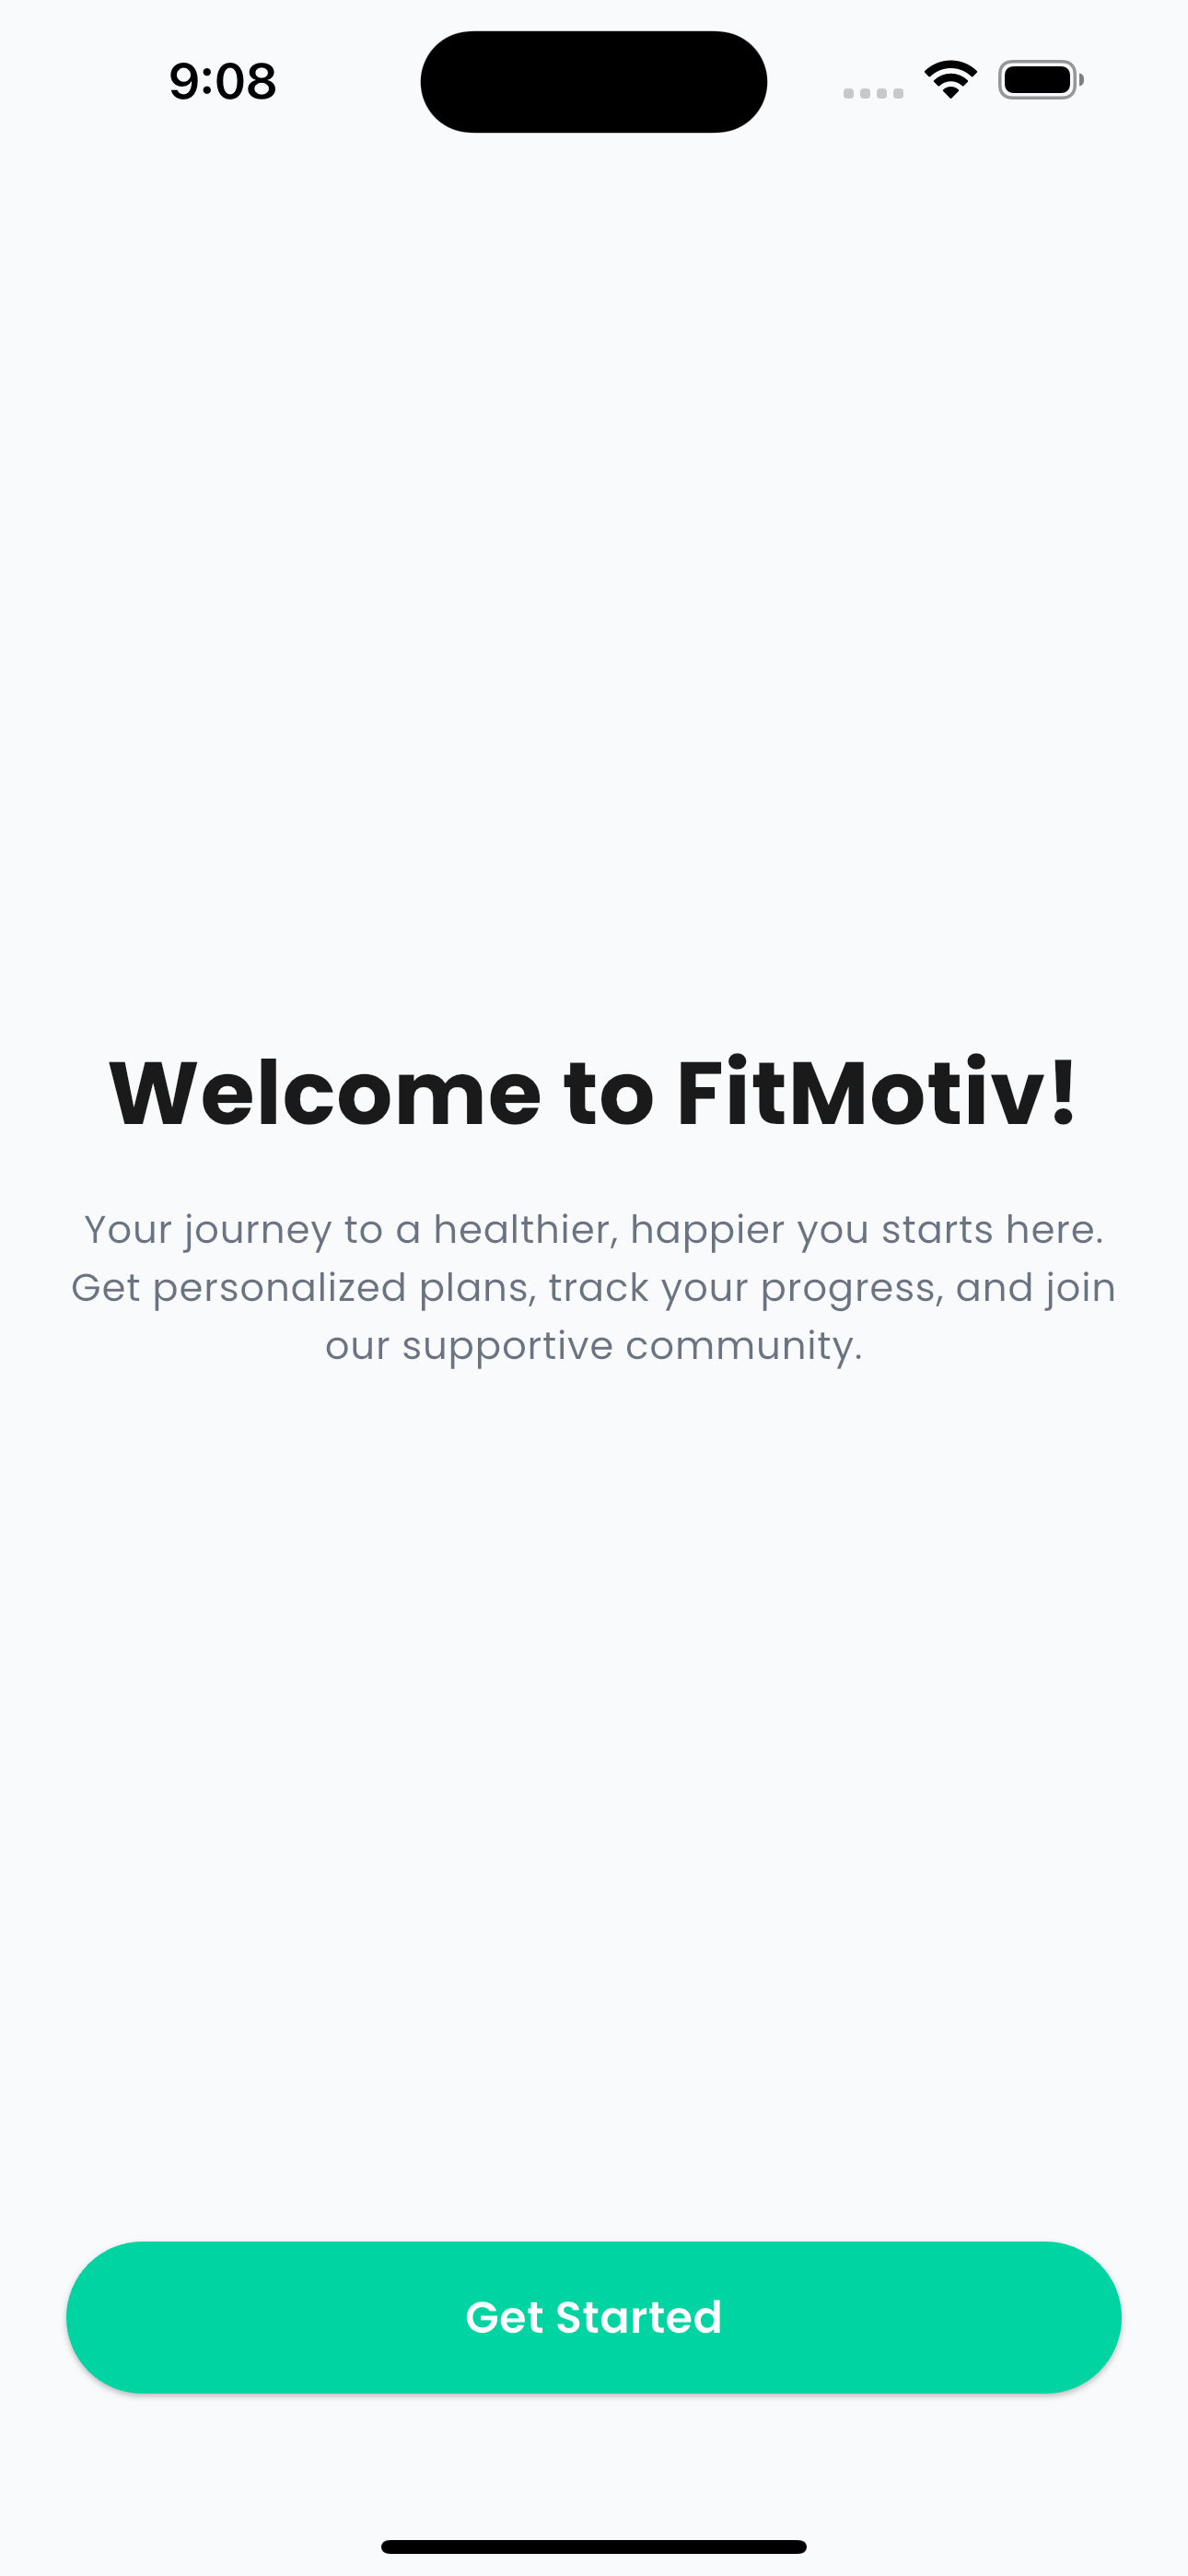 9:08
Welcome to FitMotiv!
Your journey to a healthier, happier you starts here.
Get personalized plans, track your progress, and join
our supportive community.
Get Started